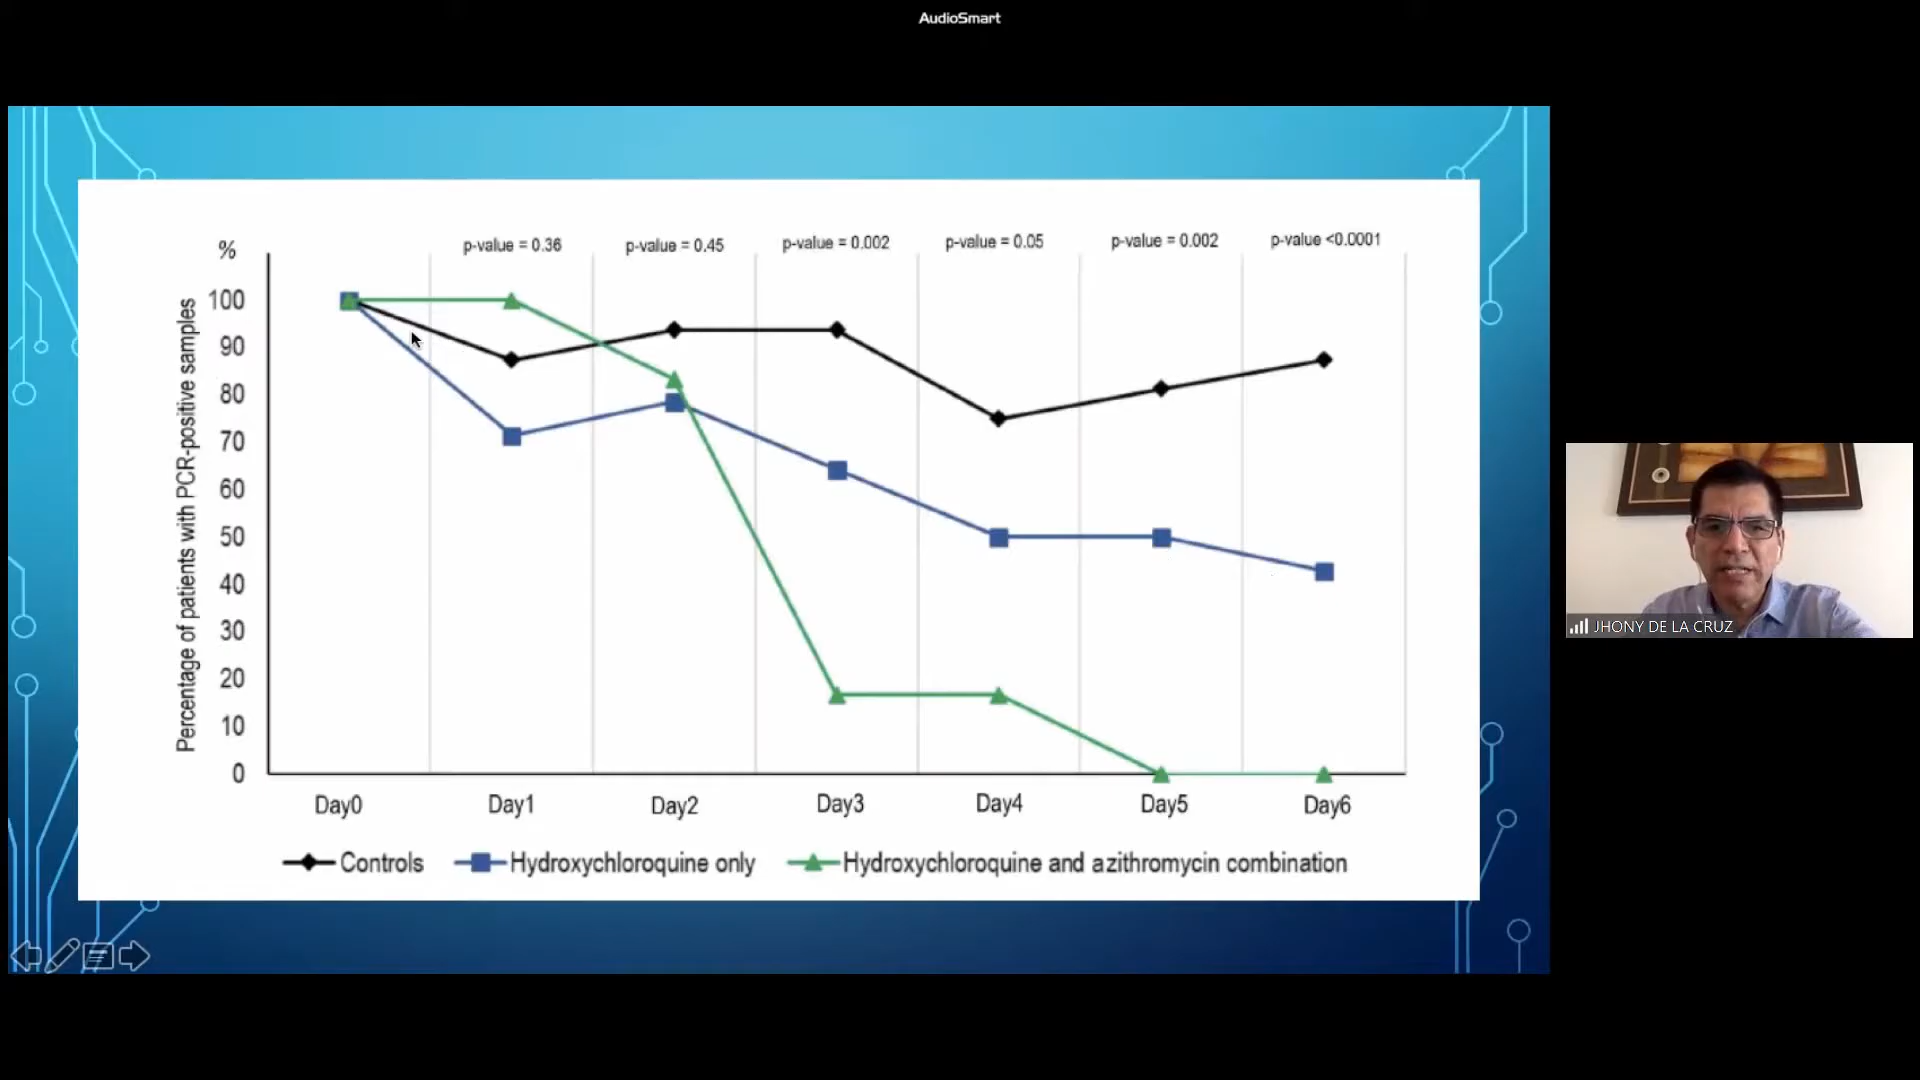 AudioSmart
p-value = 0.36
p-value = 0.45
p-value = 0.002
p-value = 0.05
p-value = 0.002
p-value <0.0001
%
100
90
80
70
60
50
40
30
20
10
0
Percentage of patients with PCR-positive samples
Day0
Day1
Day2
Day3
Day4
Day5
Day6
Controls
Hydroxychloroquine only
Hydroxychloroquine and azithromycin combination
JHONY DE LA CRUZ